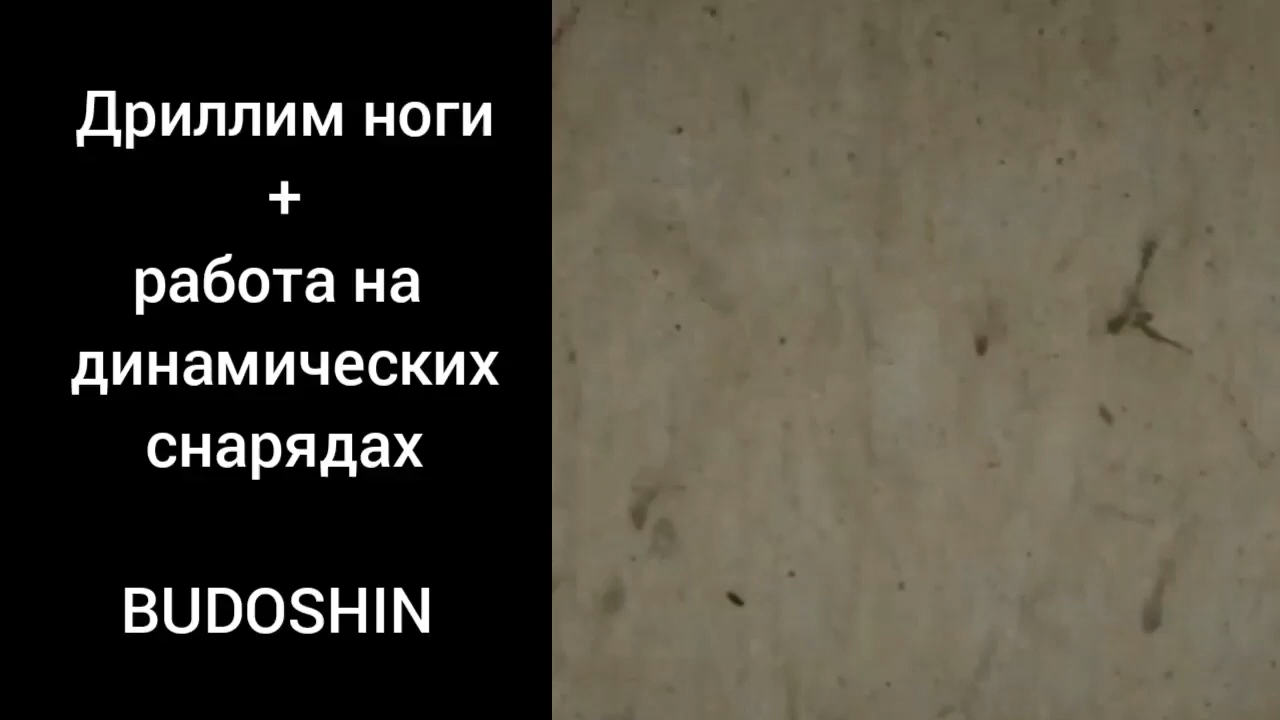 Дриллим ноги
+
работа на
динамических
снарядах
BUDOSHIN